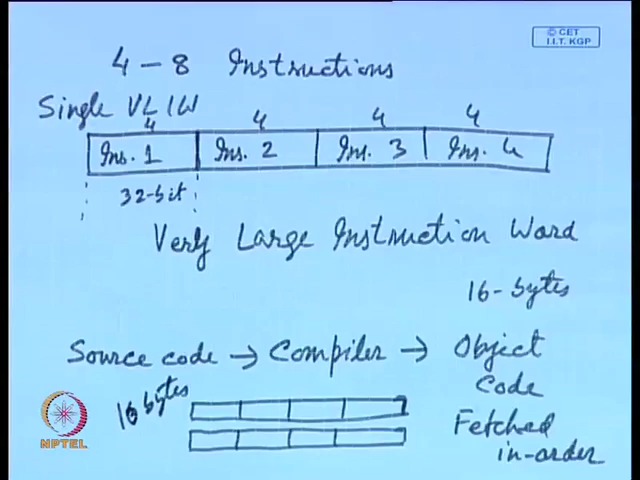 © CET
I.I.T. KGP
4 – 8 Instructions
Single VLIW
4 4 4 4
Ins. 1 Ins. 2 Ins. 3 Ins. 4
32-bit
Very Large Instruction Word
16-bytes
Source code → Compiler → Object
Code
16 bytes
Fetched
in-order
NPTEL